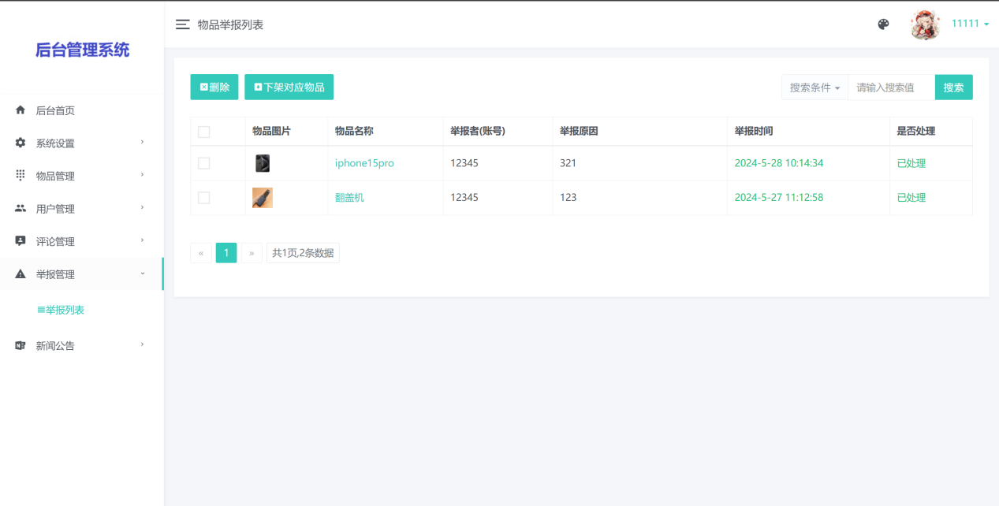 后台管理系统
后台首页
系统设置
物品管理
用户管理
评论管理
举报管理
举报列表
新闻公告
物品举报列表
11111
删除 下架对应物品 搜索条件 请输入搜索值 搜索
物品图片 物品名称 举报者(账号) 举报原因 举报时间 是否处理
iphone15pro 12345 321 2024-5-28 10:14:34 已处理
翻盖机 12345 123 2024-5-27 11:12:58 已处理
« 1 » 共1页,2条数据